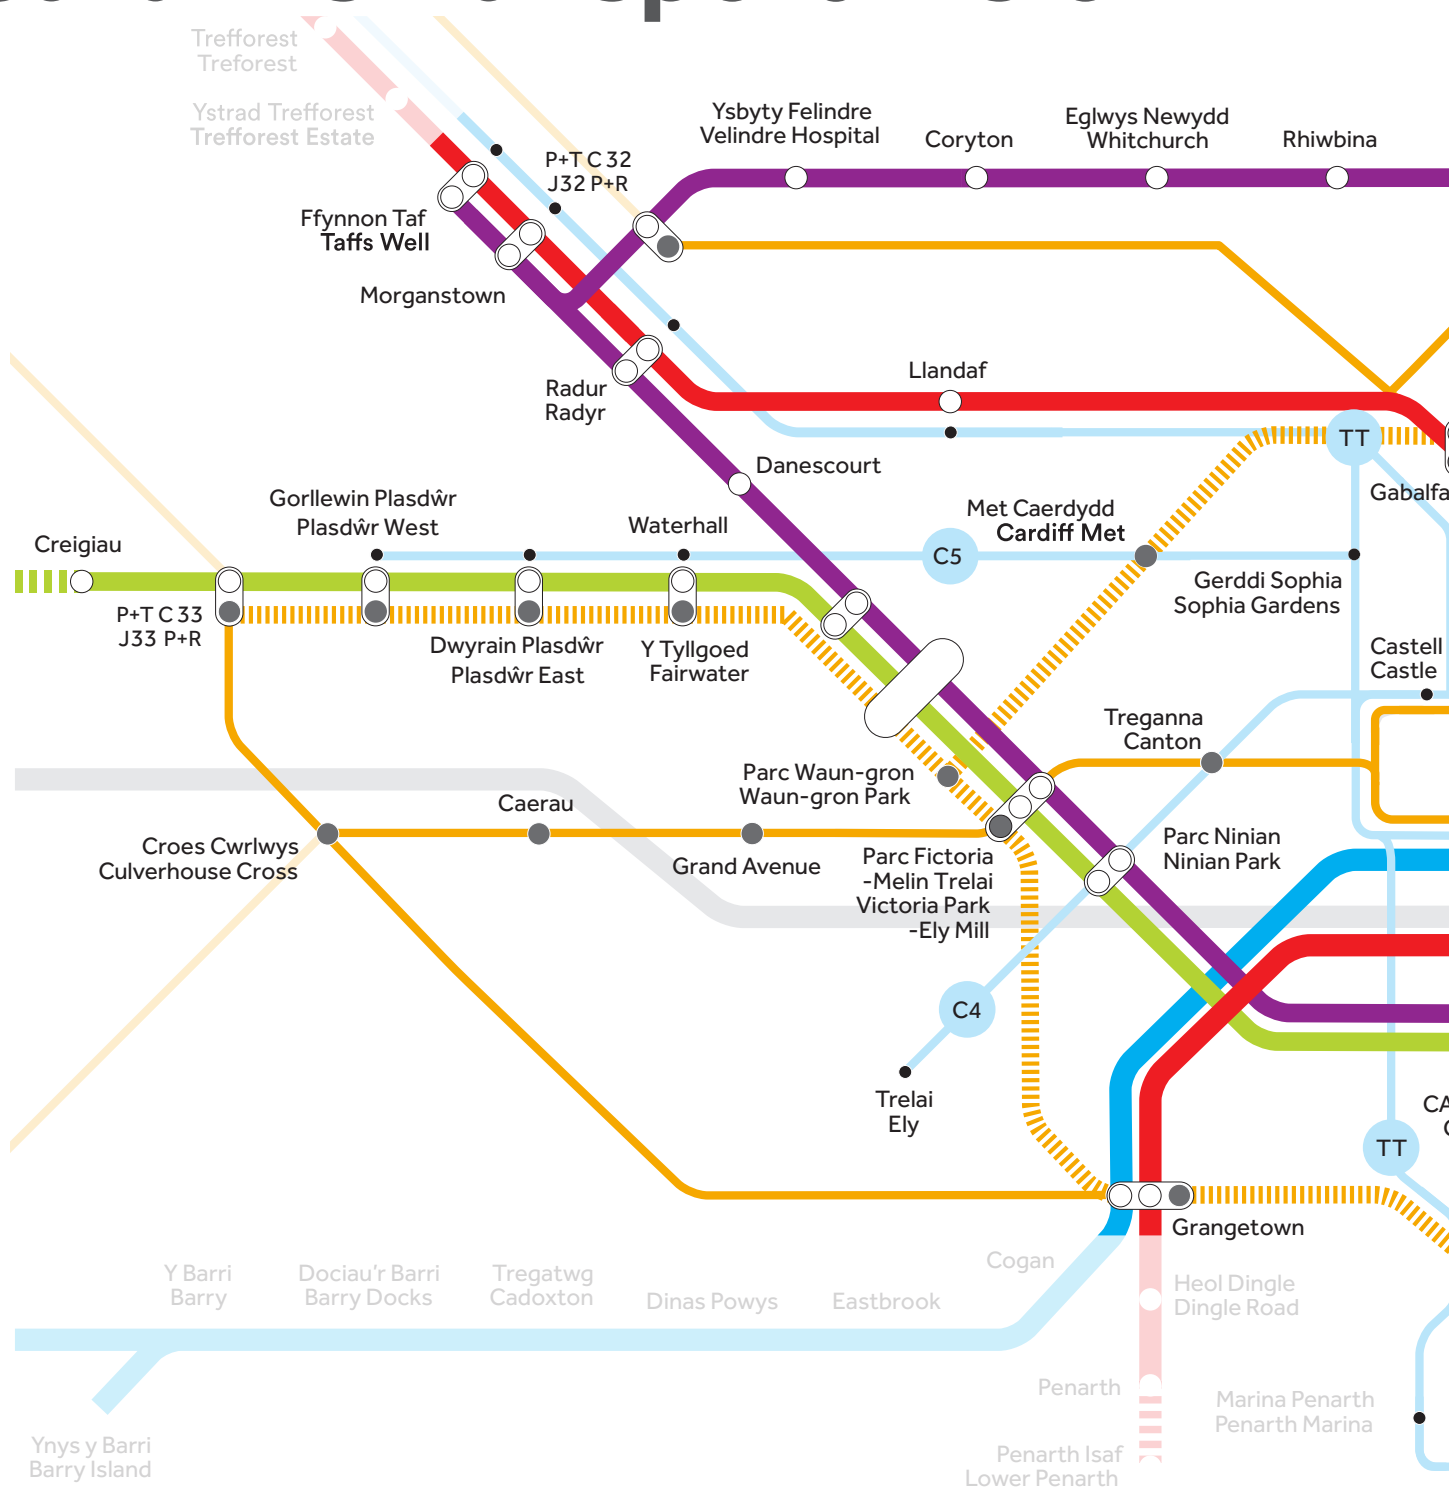 Trefforest
Treforest
Ystrad Trefforest
Trefforest Estate
P+T C 32
J32 P+R
Ysbyty Felindre
Velindre Hospital
Coryton
Eglwys Newydd
Whitchurch
Rhiwbina
Ffynnon Taf
Taffs Well
Morganstown
Radur
Radyr
Llandaf
TT
Danescourt
Gabalfa
Gorllewin Plasdŵr
Plasdŵr West
Waterhall
Met Caerdydd
Cardiff Met
Creigiau
C5
Gerddi Sophia
Sophia Gardens
P+T C 33
J33 P+R
Dwyrain Plasdŵr
Plasdŵr East
Y Tyllgoed
Fairwater
Castell
Castle
Treganna
Canton
Parc Waun-gron
Waun-gron Park
Caerau
Croes Cwrlwys
Culverhouse Cross
Grand Avenue
Parc Fictoria
-Melin Trelai
Victoria Park
-Ely Mill
Parc Ninian
Ninian Park
C4
Trelai
Ely
CA
TT
Grangetown
Cogan
Y Barri
Barry
Dociau'r Barri
Barry Docks
Tregatwg
Cadoxton
Dinas Powys
Eastbrook
Heol Dingle
Dingle Road
Penarth
Marina Penarth
Penarth Marina
Ynys y Barri
Barry Island
Penarth Isaf
Lower Penarth